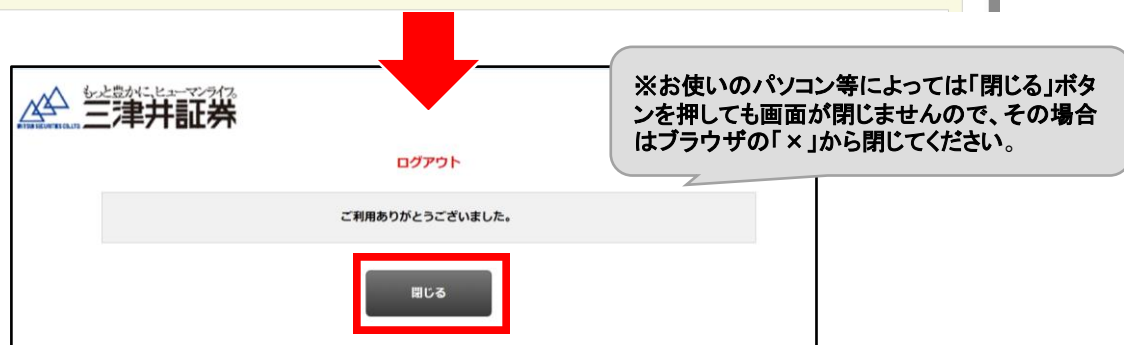 ※お使いのパソコン等によっては「閉じる」ボタ
ンを押しても画面が閉じませんので、その場合
はブラウザの「×」から閉じてください。
もっと豊かに、ヒューマンライフ。
三津井証券
MITSUI SECURITIES CO.,LTD.
ログアウト
ご利用ありがとうございました。
閉じる